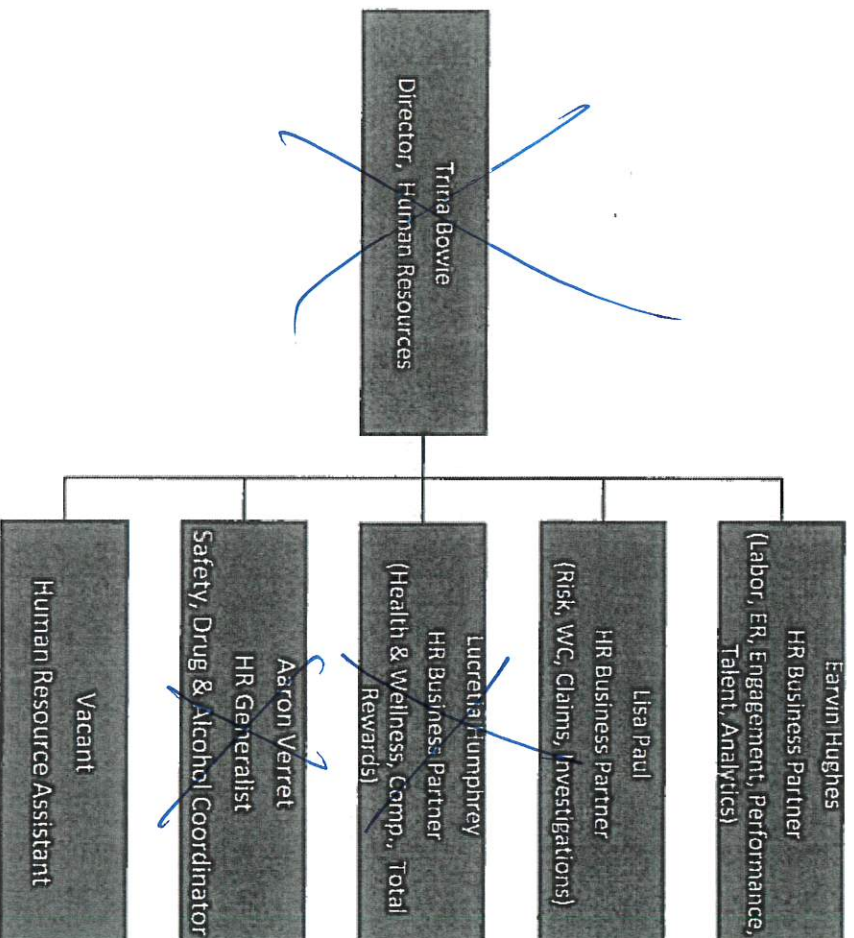 Trina Bowie
Director, Human Resources
Earvin Hughes
HR Business Partner
(Labor, ER, Engagement, Performance,
Talent, Analytics)
Lisa Paul
HR Business Partner
(Risk, WC, Claims, Investigations)
Lucretia Humphrey
HR Business Partner
(Health & Wellness, Comp., Total
Rewards)
Aaron Verret
HR Generalist
Safety, Drug & Alcohol Coordinator
Vacant
Human Resource Assistant